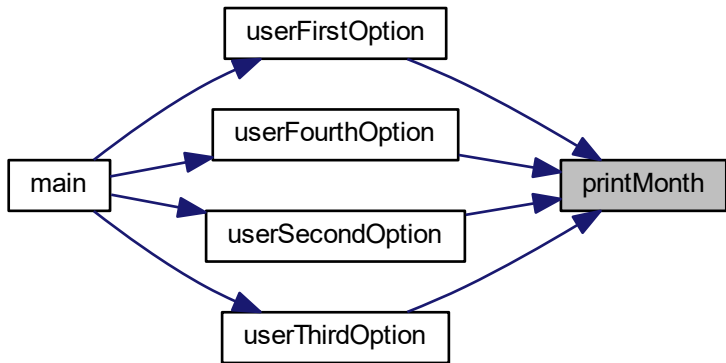 userFirstOption
userFourthOption
main
printMonth
userSecondOption
userThirdOption